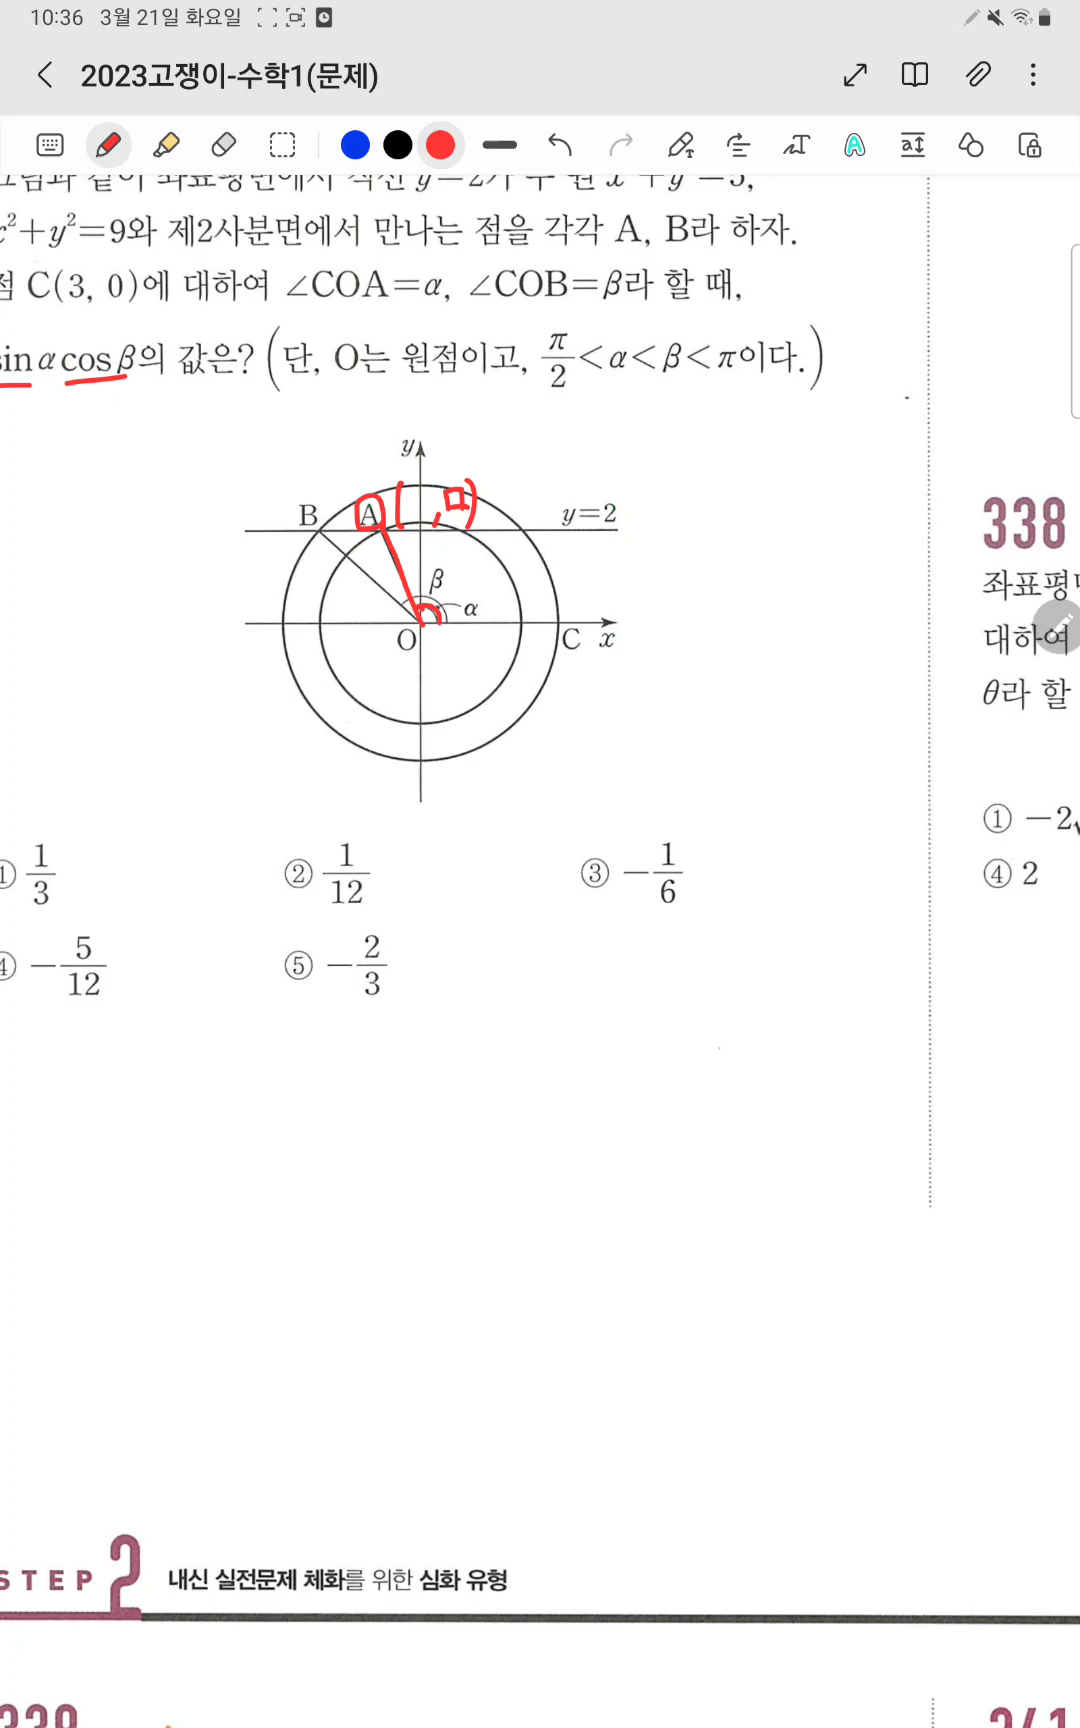 10:36 3월 21일 화요일
2023고쟁이-수학1(문제)
x²+y²=9와 제2사분면에서 만나는 점을 각각 A, B라 하자.
점 C(3, 0)에 대하여 ∠COA=α, ∠COB=β라 할 때,
sin α cos β의 값은? (단, O는 원점이고, π/2<α<β<π이다.)
y
B A ( , ㅁ) y=2
β
α
O C x
① 1/3 ② 1/12 ③ -1/6
④ -5/12 ⑤ -2/3
338
좌표평면
대하여
θ라 할
① -2√
④ 2
STEP 2 내신 실전문제 체화를 위한 심화 유형